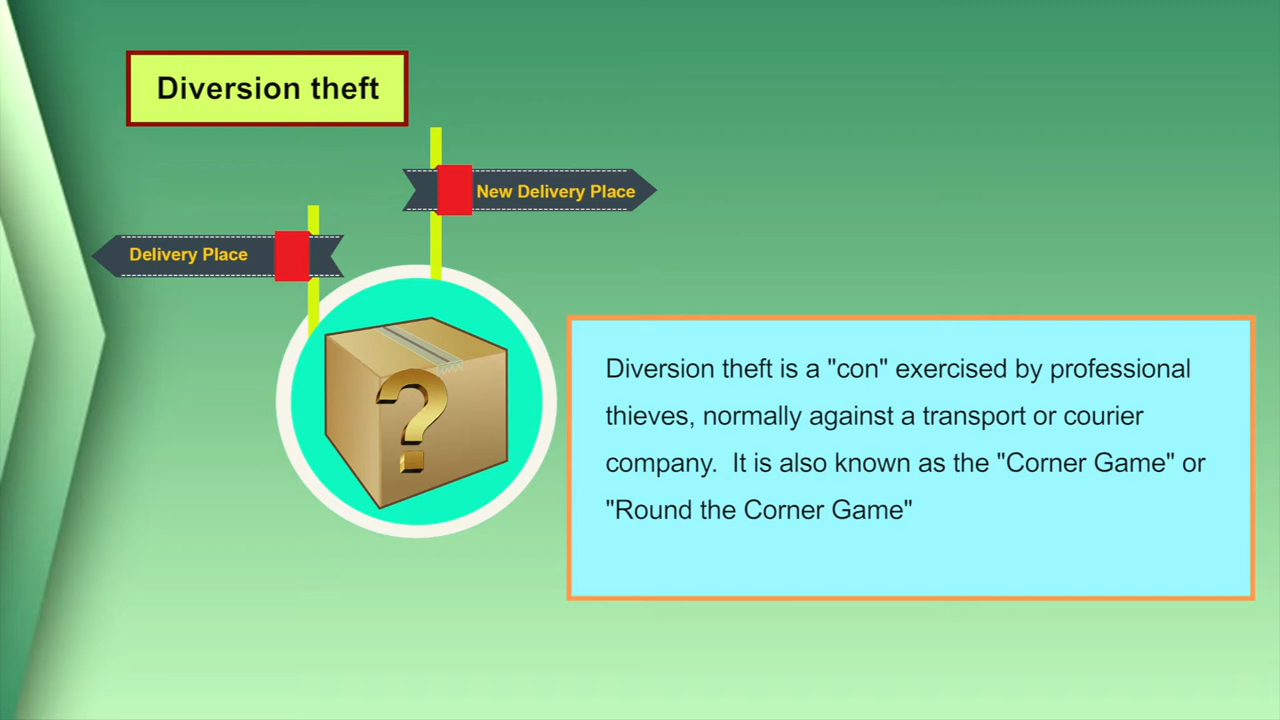 Diversion theft
New Delivery Place
Delivery Place
?
Diversion theft is a "con" exercised by professional
thieves, normally against a transport or courier
company.  It is also known as the "Corner Game" or
"Round the Corner Game"